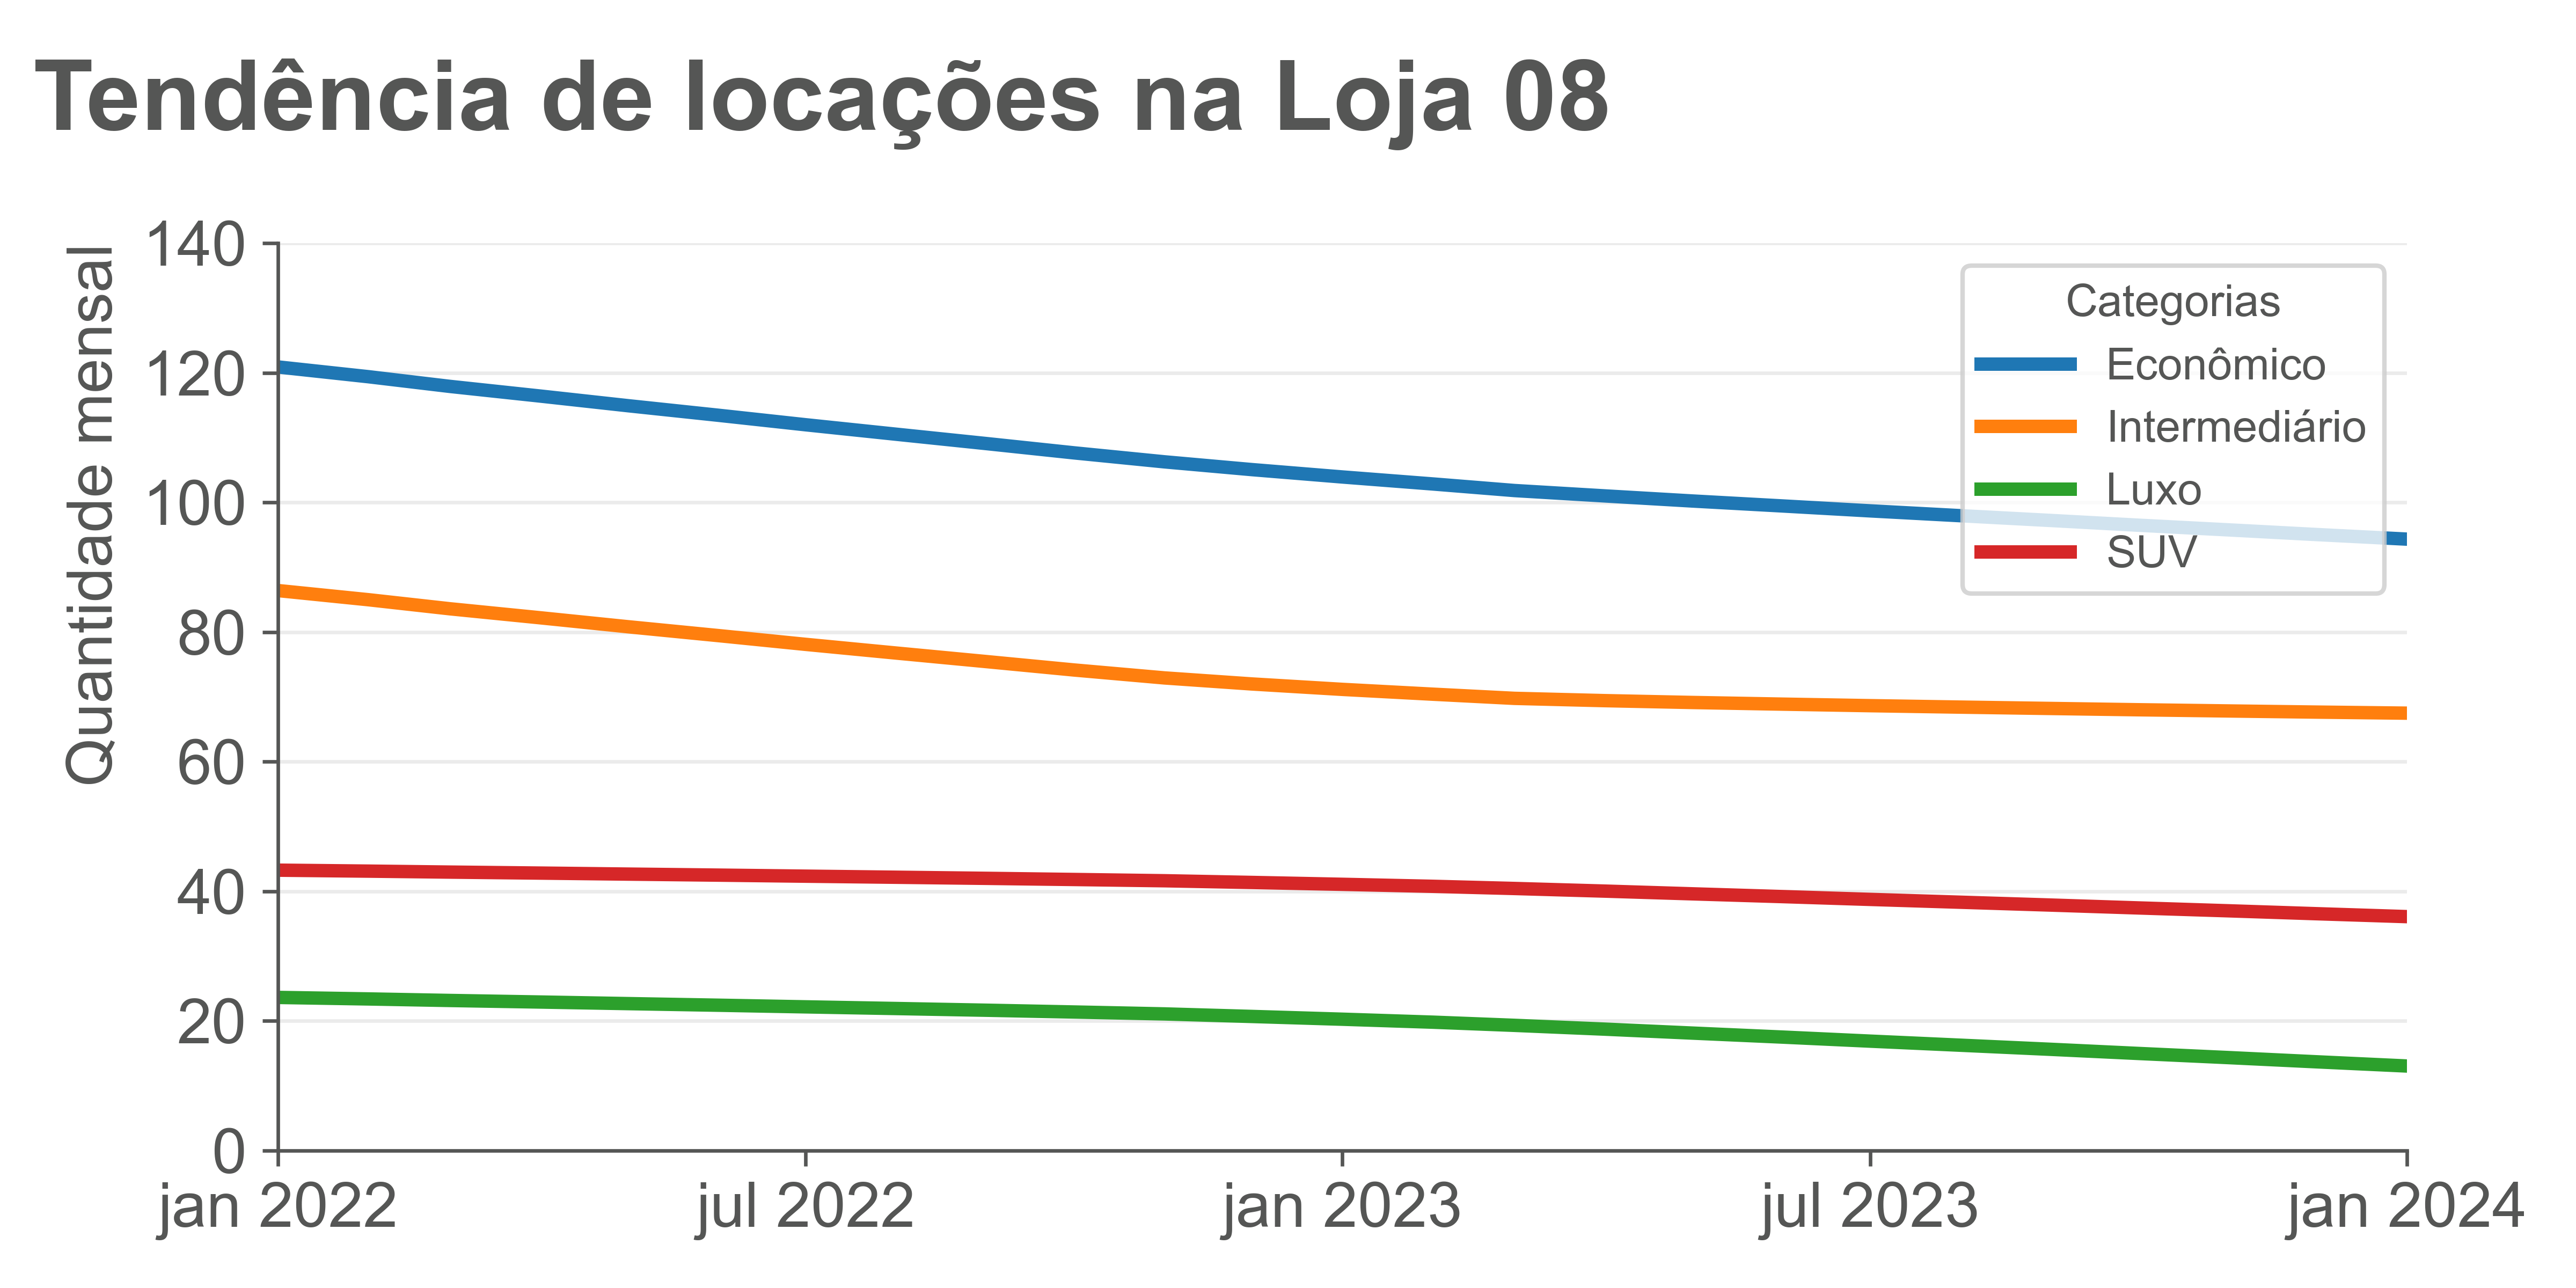 Tendência de locações na Loja 08
Quantidade mensal
140
120
100
80
60
40
20
0
jan 2022
jul 2022
jan 2023
jul 2023
jan 2024
Categorias
Econômico
Intermediário
Luxo
SUV